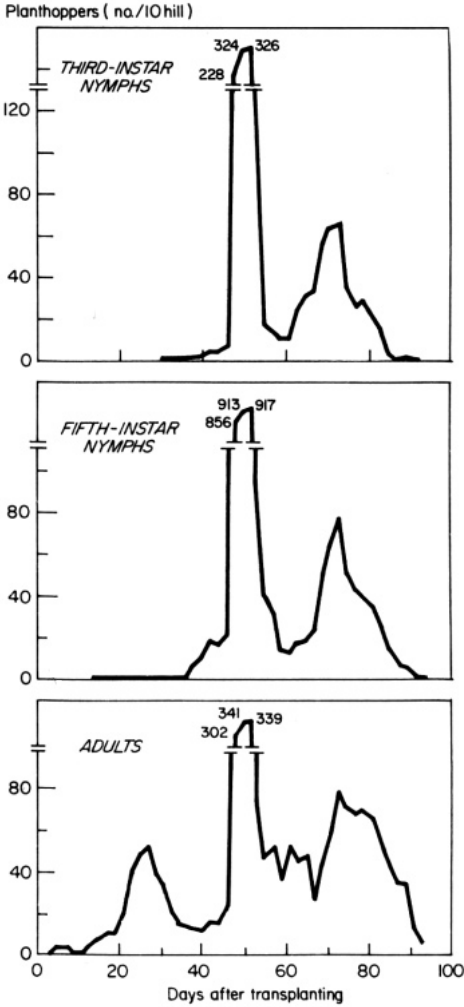 Planthoppers ( no./10 hill)
324 326
THIRD-INSTAR
NYMPHS
228
120
80
40
0
913 917
FIFTH-INSTAR
NYMPHS
856
80
40
0
341
ADULTS
302 339
80
40
0
0 20 40 60 80 100
Days after transplanting